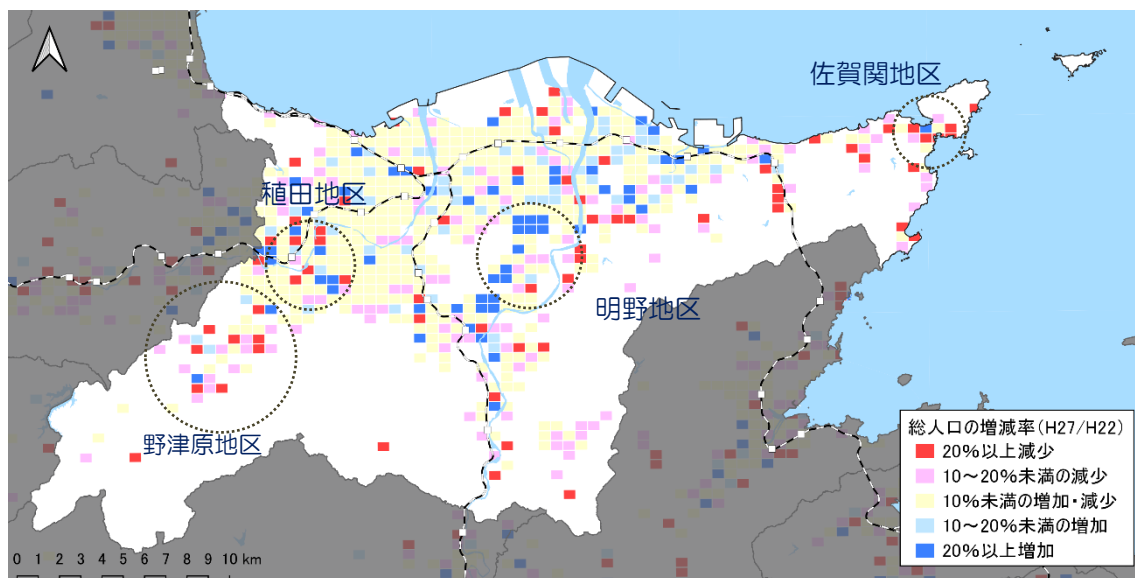 佐賀関地区
稙田地区
明野地区
野津原地区
総人口の増減率(H27/H22)
20%以上減少
10～20%未満の減少
10%未満の増加・減少
10～20%未満の増加
20%以上増加
0 1 2 3 4 5 6 7 8 9 10 km